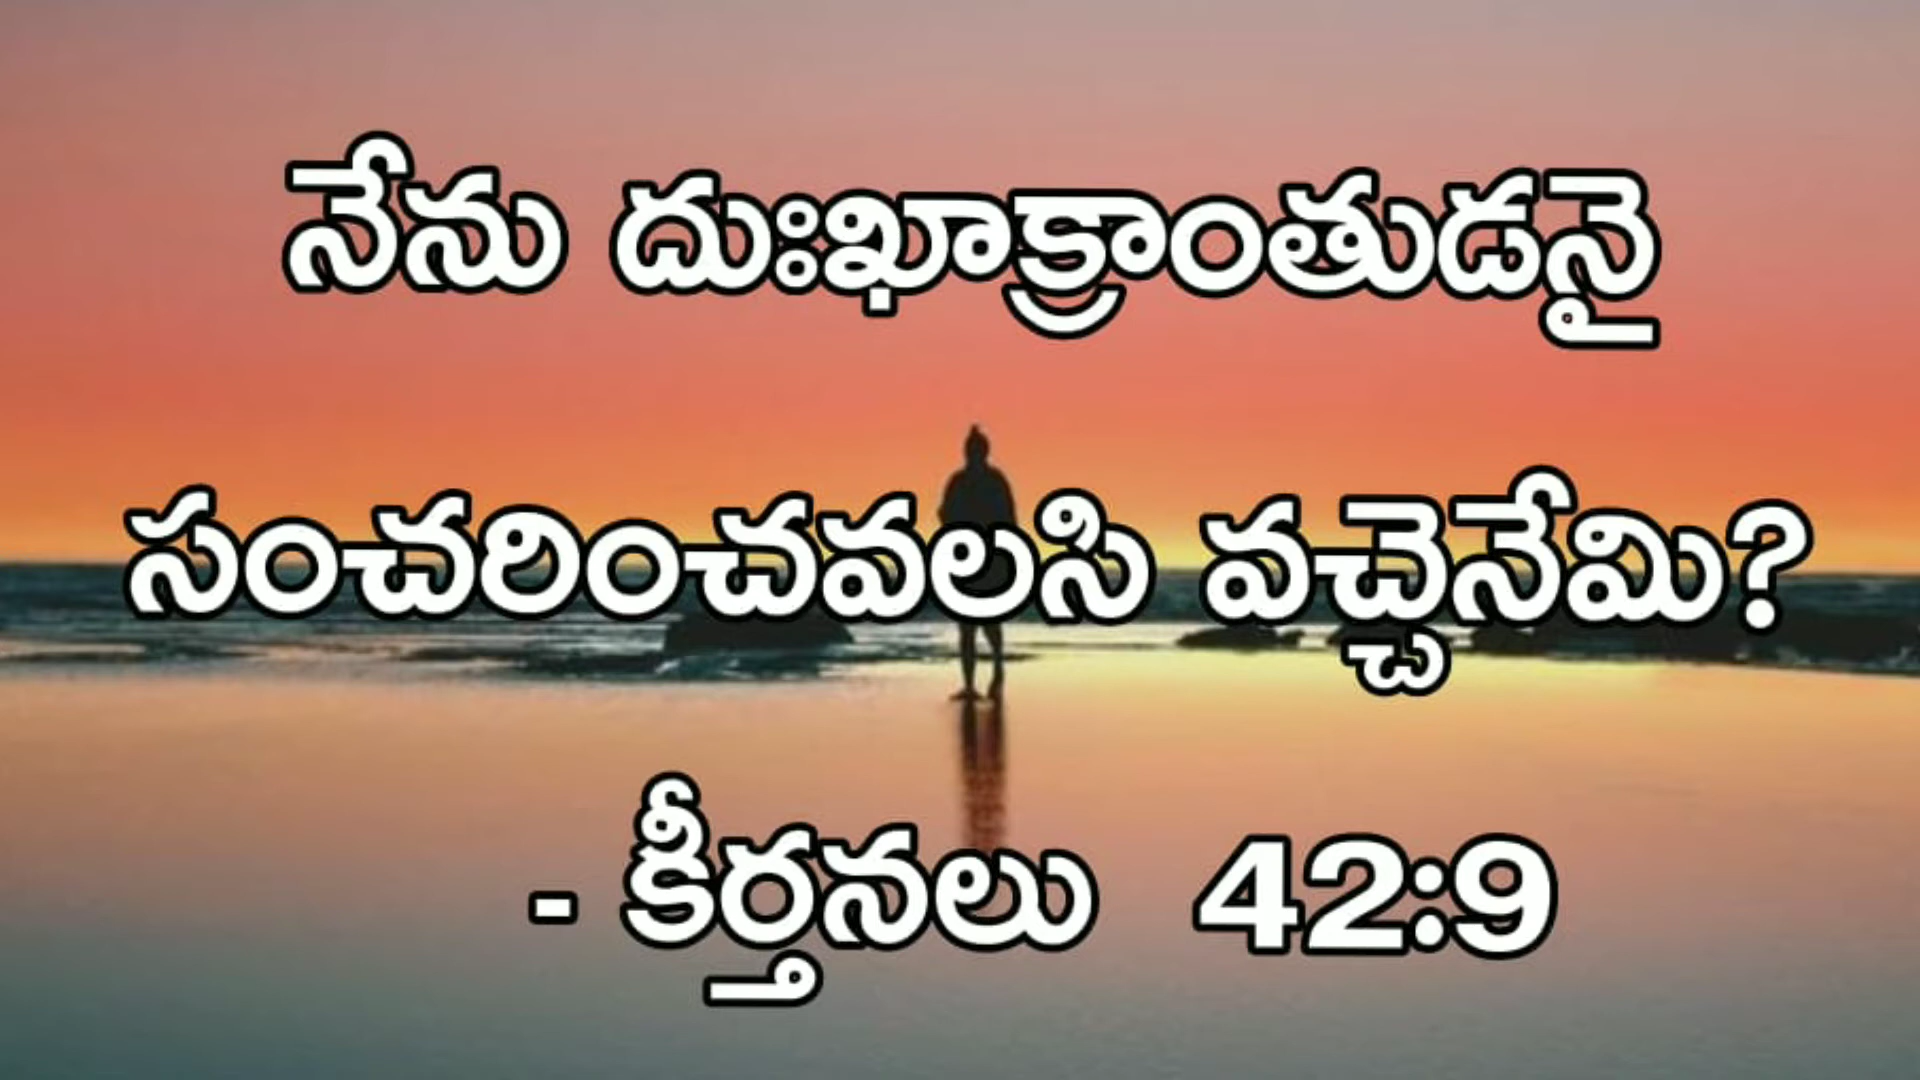 నేను దుఃఖాక్రాంతుడనై
సంచరించవలసి వచ్చెనేమి?
- కీర్తనలు 42:9